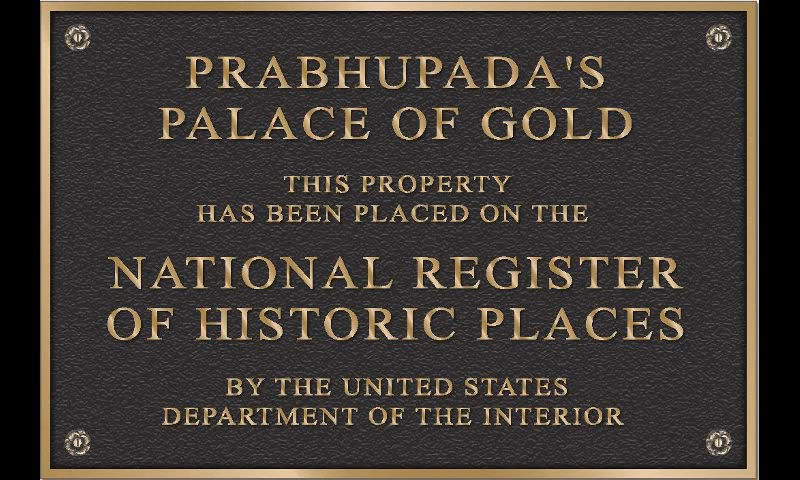 PRABHUPADA'S
PALACE OF GOLD
THIS PROPERTY
HAS BEEN PLACED ON THE
NATIONAL REGISTER
OF HISTORIC PLACES
BY THE UNITED STATES
DEPARTMENT OF THE INTERIOR